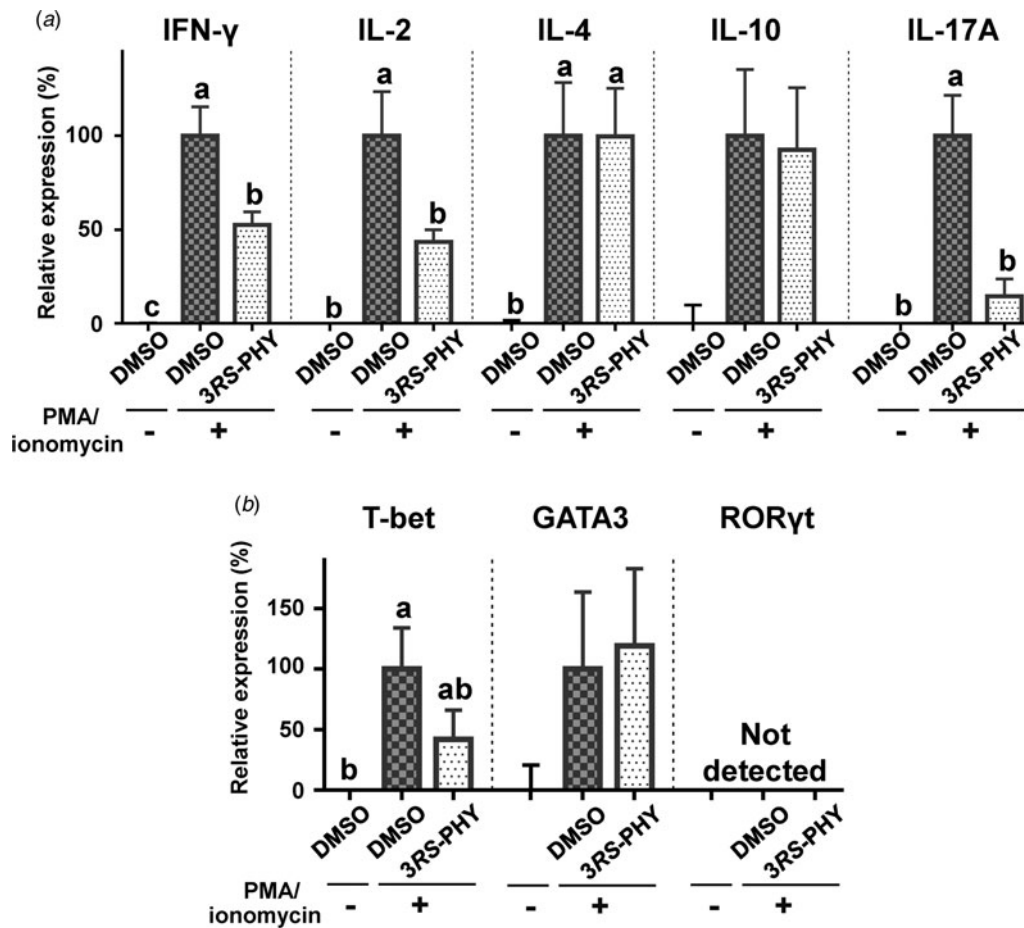 (a)
IFN-γ IL-2 IL-4 IL-10 IL-17A
Relative expression (%)
100
50
0
c a b
b a b
b a a
b a b
DMSO DMSO 3RS-PHY DMSO DMSO 3RS-PHY DMSO DMSO 3RS-PHY DMSO DMSO 3RS-PHY DMSO DMSO 3RS-PHY
PMA/
ionomycin
- + - + - + - + - +
(b)
T-bet GATA3 RORγt
Relative expression (%)
150
100
50
0
b a ab
Not
detected
DMSO DMSO 3RS-PHY DMSO DMSO 3RS-PHY DMSO DMSO 3RS-PHY
PMA/
ionomycin
- + - + - +